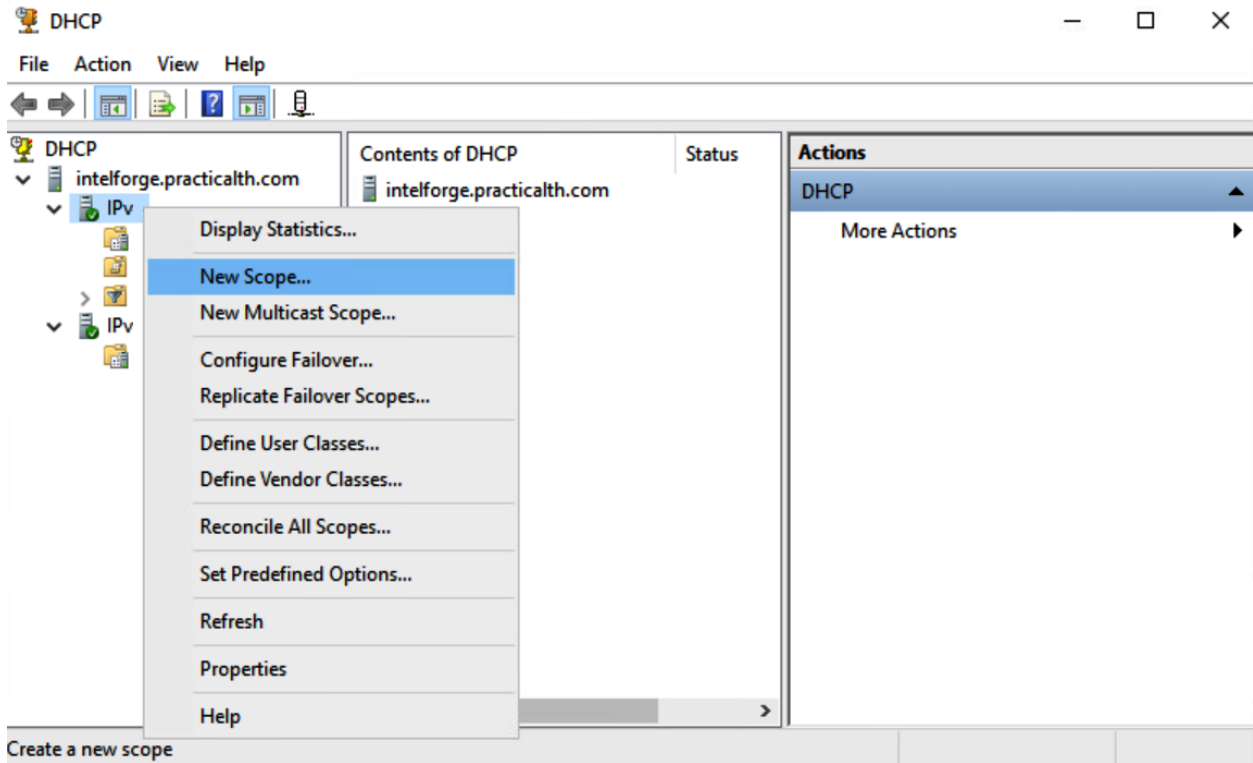 DHCP
File Action View Help
DHCP
intelforge.practicalth.com
IPv
IPv
Contents of DHCP Status
intelforge.practicalth.com
Actions
DHCP
More Actions
Display Statistics...
New Scope...
New Multicast Scope...
Configure Failover...
Replicate Failover Scopes...
Define User Classes...
Define Vendor Classes...
Reconcile All Scopes...
Set Predefined Options...
Refresh
Properties
Help
Create a new scope